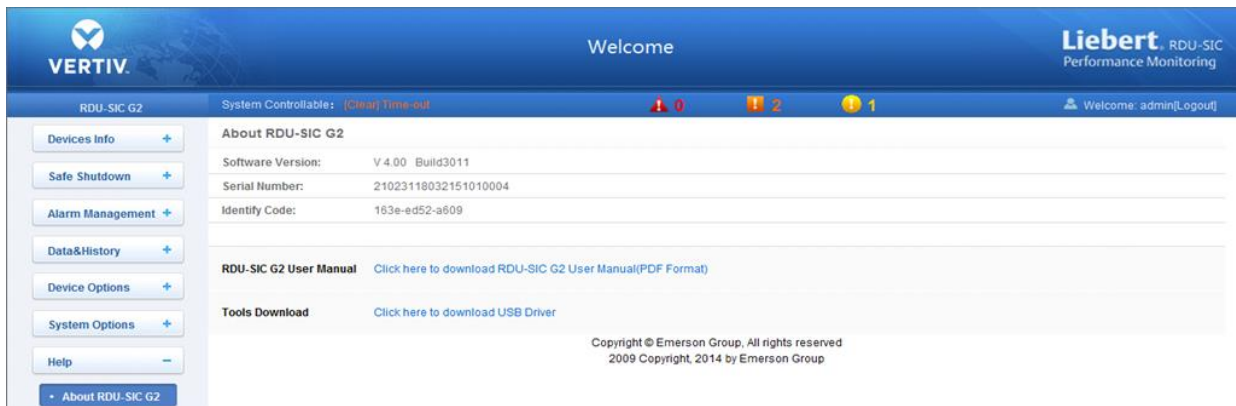 VERTIV.
Welcome
Liebert. RDU-SIC
Performance Monitoring
RDU-SIC G2
System Controllable: [Clear] Time-out
0
2
1
Welcome: admin[Logout]
Devices Info +
Safe Shutdown +
Alarm Management +
Data&History +
Device Options +
System Options +
Help −
• About RDU-SIC G2
About RDU-SIC G2
Software Version: V 4.00 Build3011
Serial Number: 21023118032151010004
Identify Code: 163e-ed52-a609
RDU-SIC G2 User Manual Click here to download RDU-SIC G2 User Manual(PDF Format)
Tools Download Click here to download USB Driver
Copyright © Emerson Group, All rights reserved
2009 Copyright, 2014 by Emerson Group